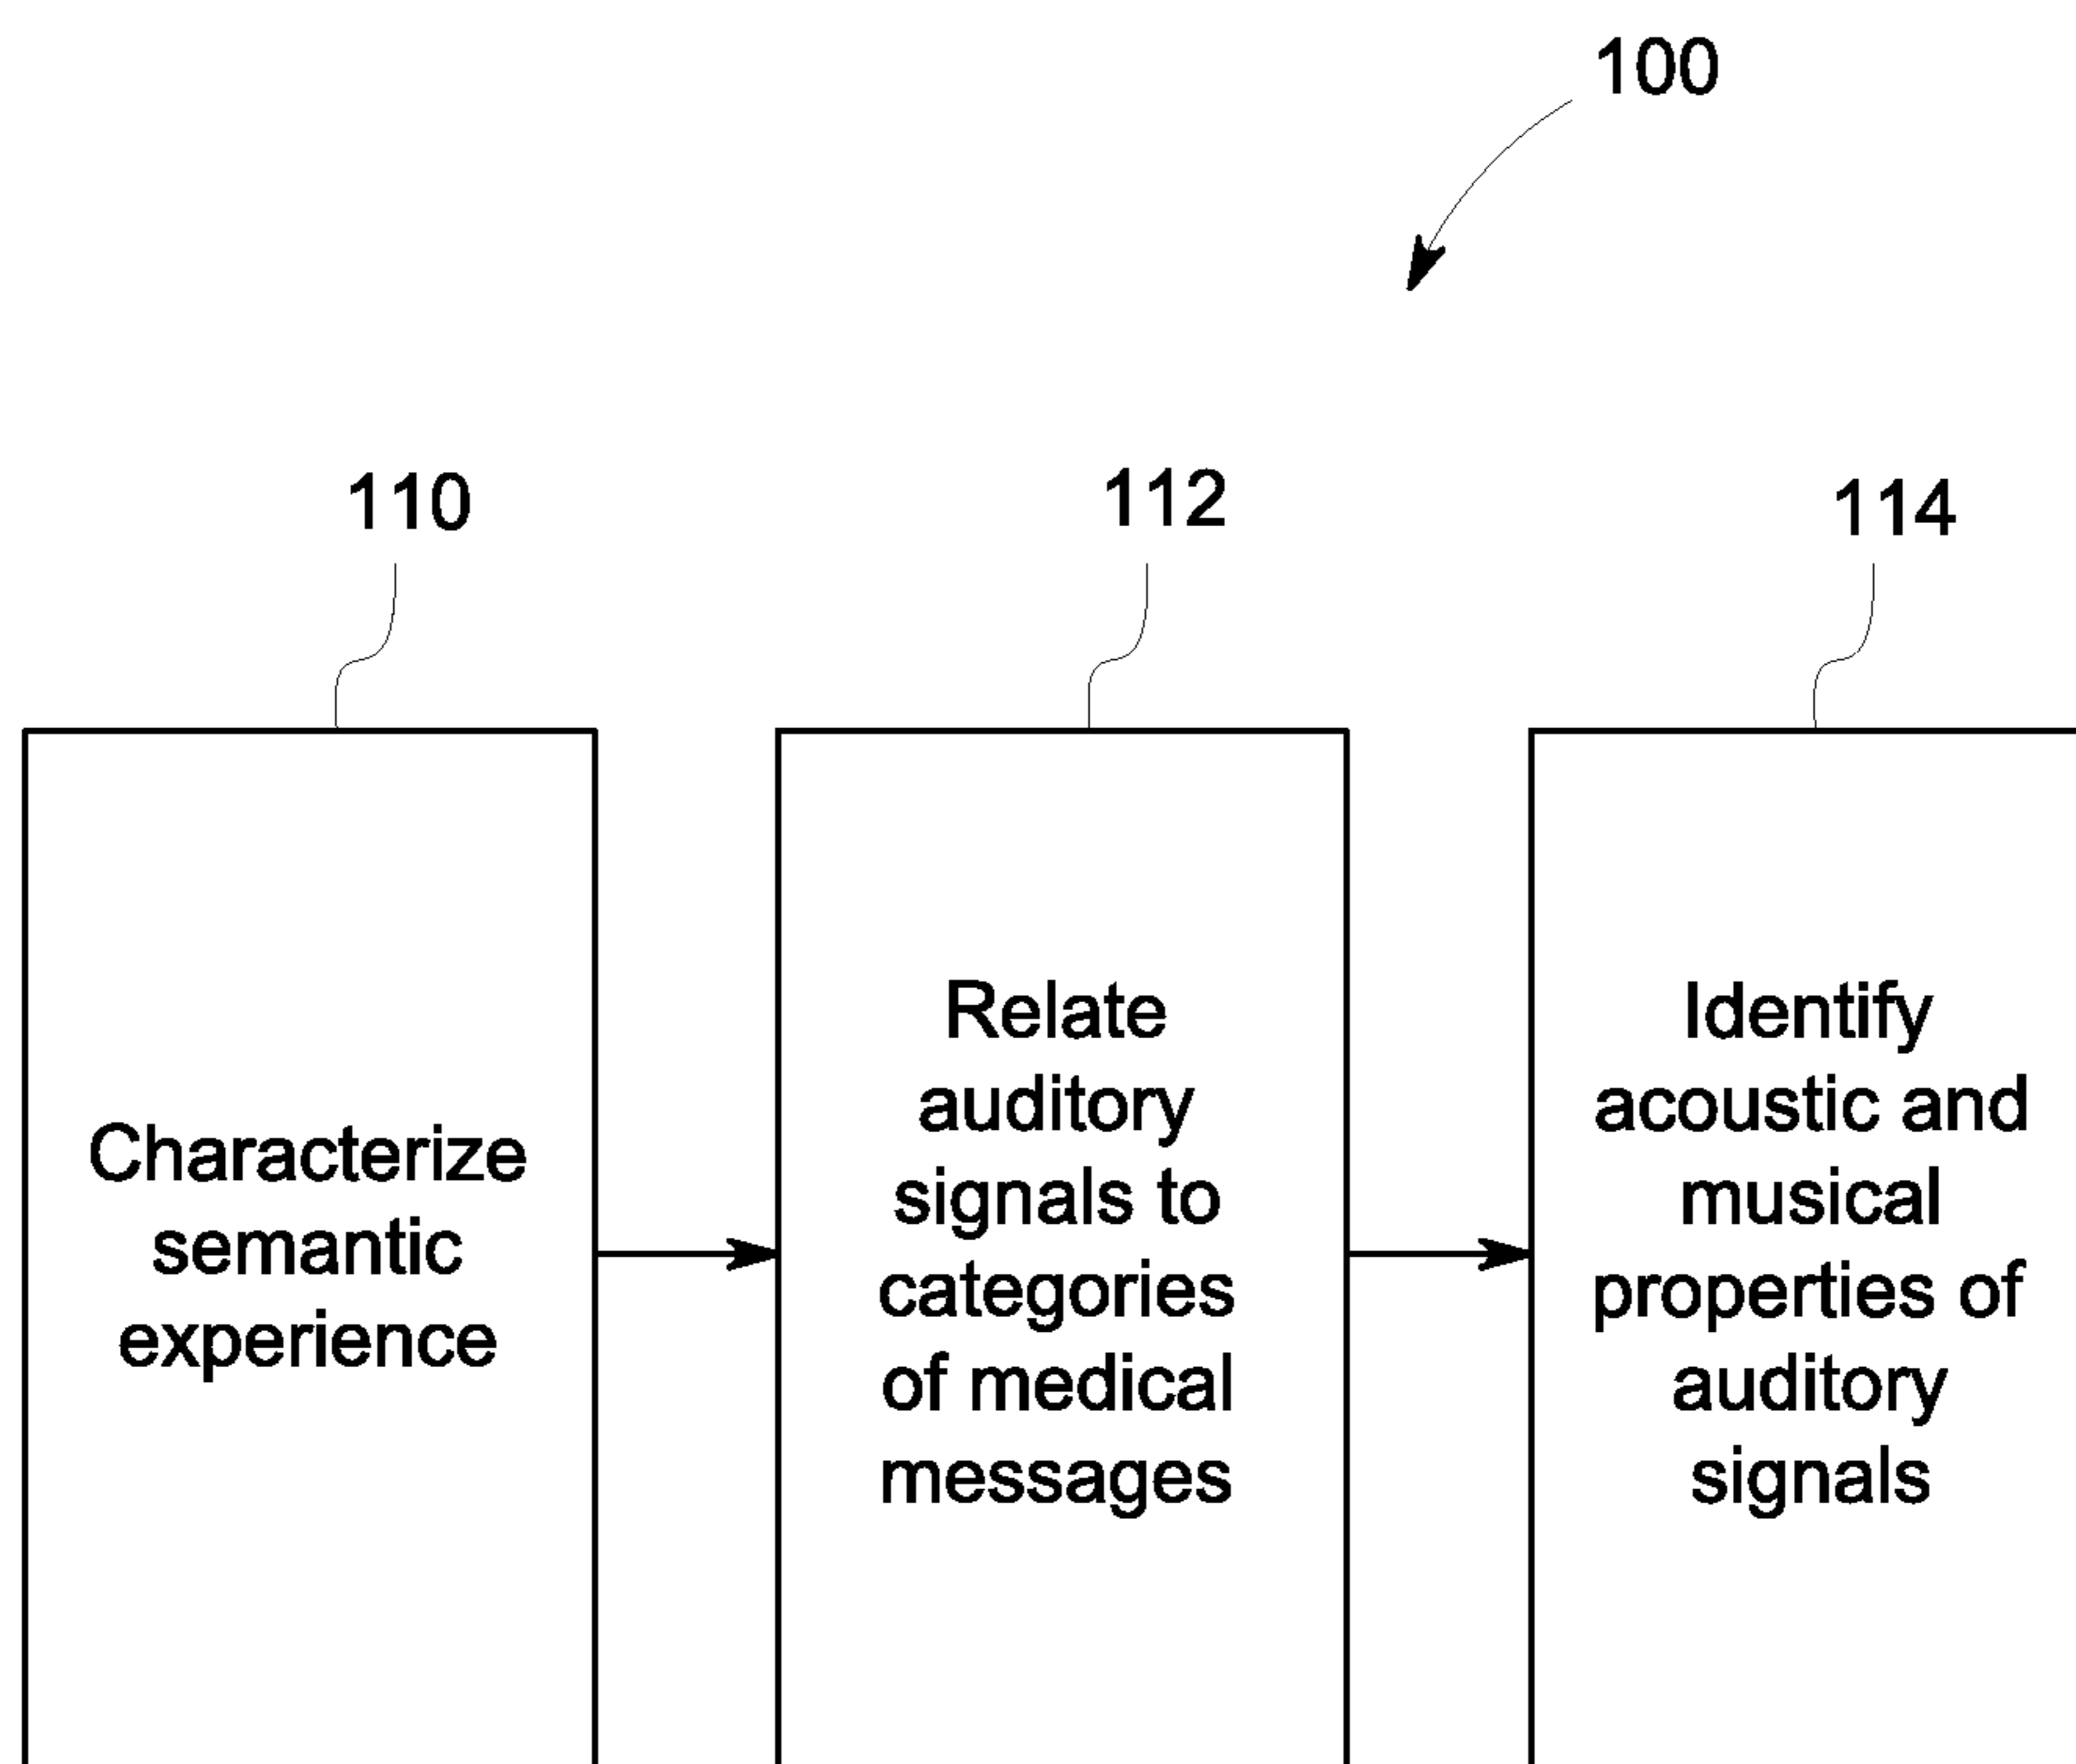 100
110
112
114
Characterize
semantic
experience
Relate
auditory
signals to
categories
of medical
messages
Identify
acoustic and
musical
properties of
auditory
signals